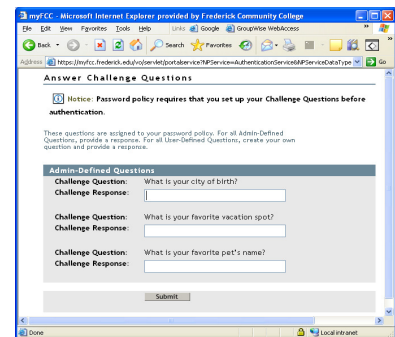 myFCC - Microsoft Internet Explorer provided by Frederick Community College
File Edit View Favorites Tools Help Links Google GroupWise WebAccess
Back Search Favorites
Address https://myfcc.frederick.edu/vo/servlet/portalservice?NPService=AuthenticationService&NPServiceDataType Go
Answer Challenge Questions
Notice: Password policy requires that you set up your Challenge Questions before
authentication.
These questions are assigned to your password policy. For all Admin-Defined
Questions, provide a response. For all User-Defined Questions, create your own
question and provide a response.
Admin-Defined Questions
Challenge Question: What is your city of birth?
Challenge Response:
Challenge Question: What is your favorite vacation spot?
Challenge Response:
Challenge Question: What is your favorite pet's name?
Challenge Response:
Submit
Done Local intranet